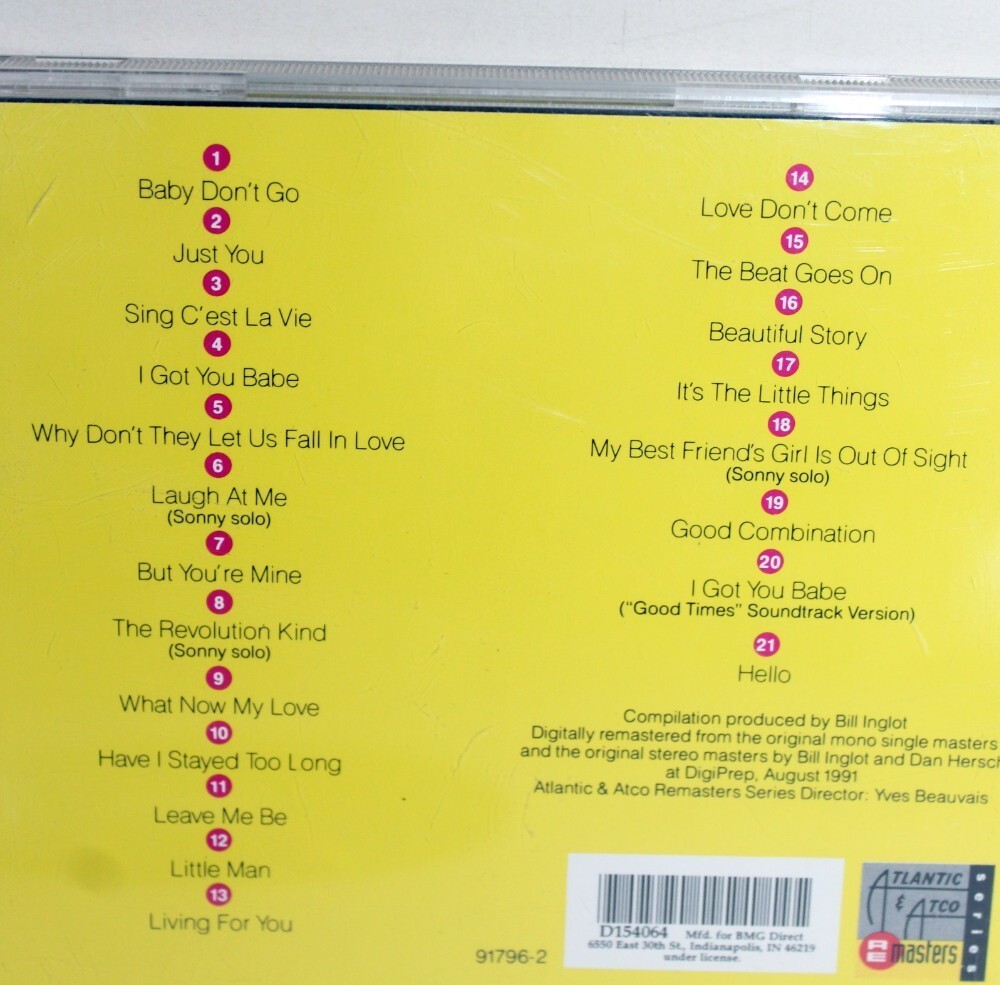 1
Baby Don't Go
2
Just You
3
Sing C'est La Vie
4
I Got You Babe
5
Why Don't They Let Us Fall In Love
6
Laugh At Me
(Sonny solo)
7
But You're Mine
8
The Revolution Kind
(Sonny solo)
9
What Now My Love
10
Have I Stayed Too Long
11
Leave Me Be
12
Little Man
13
Living For You
14
Love Don't Come
15
The Beat Goes On
16
Beautiful Story
17
It's The Little Things
18
My Best Friend's Girl Is Out Of Sight
(Sonny solo)
19
Good Combination
20
I Got You Babe
("Good Times" Soundtrack Version)
21
Hello
Compilation produced by Bill Inglot
Digitally remastered from the original mono single masters
and the original stereo masters by Bill Inglot and Dan Hersch
at DigiPrep, August 1991
Atlantic & Atco Remasters Series Director: Yves Beauvais
91796-2
D154064 Mfd. for BMG Direct
6550 East 30th St., Indianapolis, IN 46219
under license.
ATLANTIC
& ATCO
RE masters
series